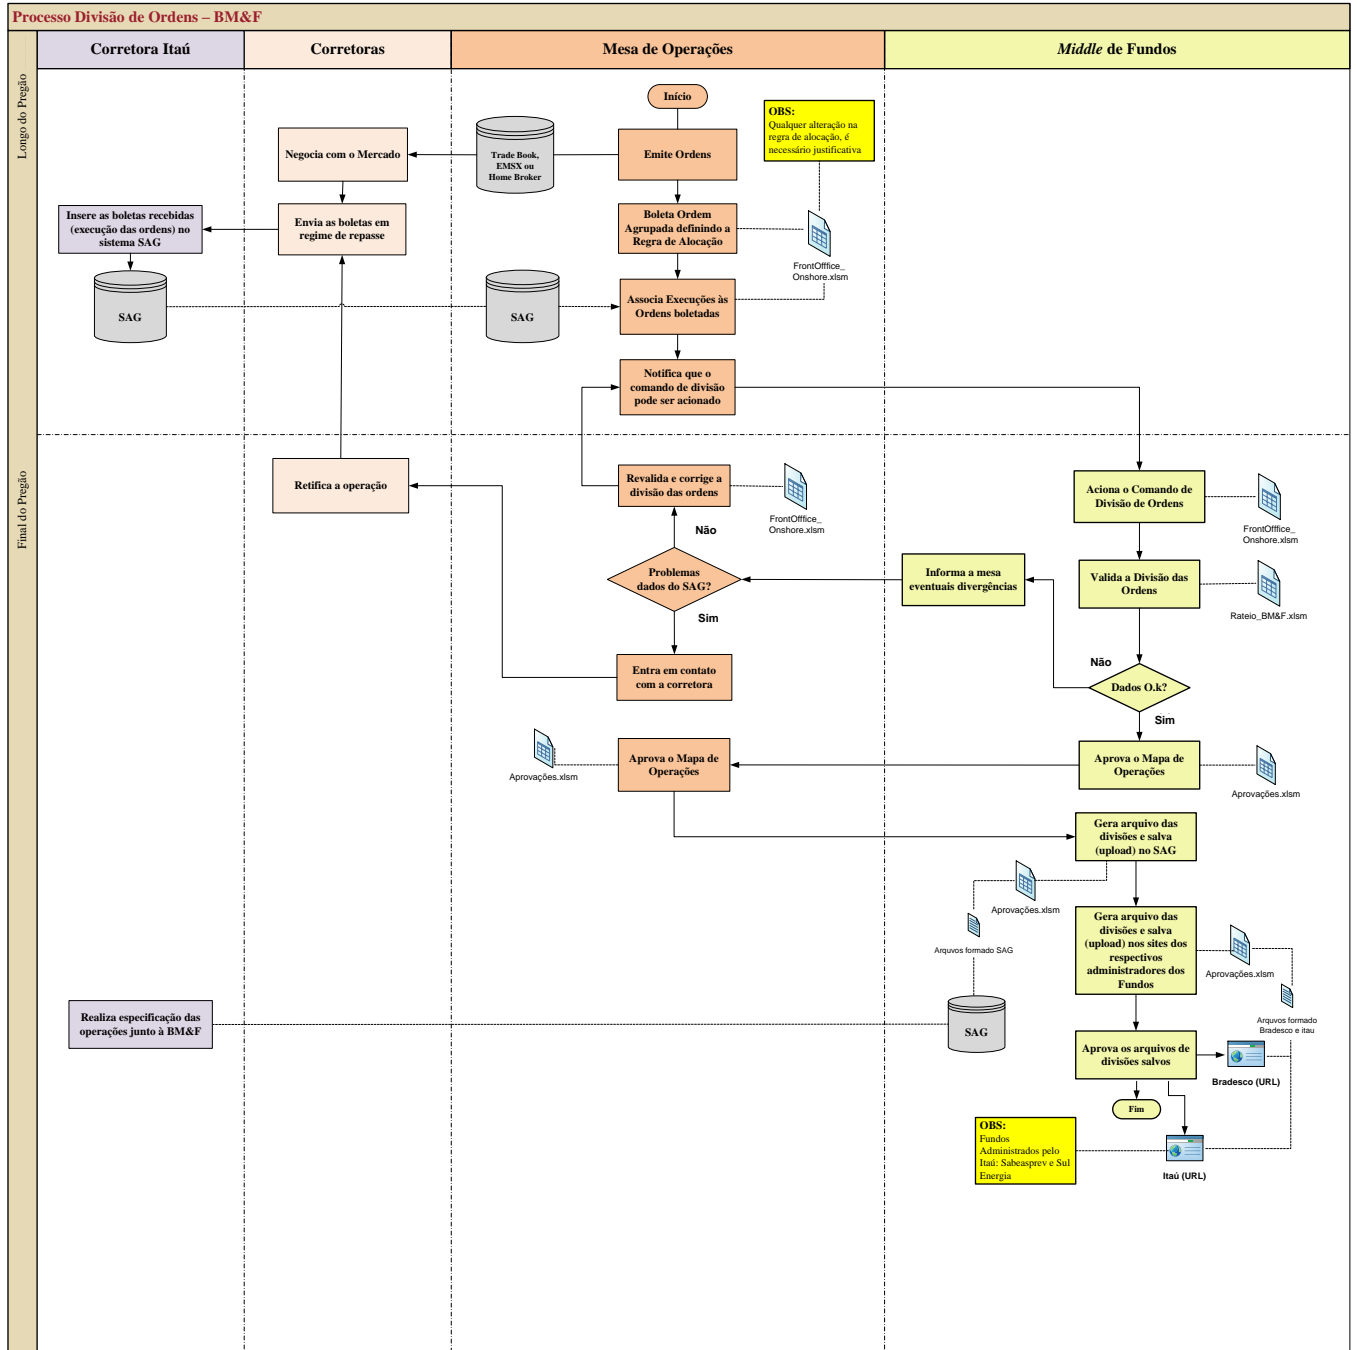 Processo Divisão de Ordens – BM&F
Corretora Itaú
Corretoras
Mesa de Operações
Middle de Fundos
Longo do Pregão
Início
OBS:
Qualquer alteração na
regra de alocação, é
necessário justificativa
Negocia com o Mercado
Trade Book,
EMSX ou
Home Broker
Emite Ordens
Insere as boletas recebidas
(execução das ordens) no
sistema SAG
Envia as boletas em
regime de repasse
Boleta Ordem
Agrupada definindo a
Regra de Alocação
FrontOfffice_
Onshore.xlsm
SAG
SAG
Associa Execuções às
Ordens boletadas
Notifica que o
comando de divisão
pode ser acionado
Final do Pregão
Retifica a operação
Revalida e corrige a
divisão das ordens
FrontOfffice_
Onshore.xlsm
Aciona o Comando de
Divisão de Ordens
FrontOfffice_
Onshore.xlsm
Não
Problemas
dados do SAG?
Sim
Informa a mesa
eventuais divergências
Valida a Divisão das
Ordens
Rateio_BM&F.xlsm
Entra em contato
com a corretora
Não
Dados O.k?
Sim
Aprovações.xlsm
Aprova o Mapa de
Operações
Aprova o Mapa de
Operações
Aprovações.xlsm
Gera arquivo das
divisões e salva
(upload) no SAG
Aprovações.xlsm
Arquvos formado SAG
Gera arquivo das
divisões e salva
(upload) nos sites dos
respectivos
administradores dos
Fundos
Aprovações.xlsm
Arquvos formado
Bradesco e itau
Realiza especificação das
operações junto à BM&F
SAG
Aprova os arquivos de
divisões salvos
Bradesco (URL)
Fim
OBS:
Fundos
Administrados pelo
Itaú: Sabeasprev e Sul
Energia
Itaú (URL)